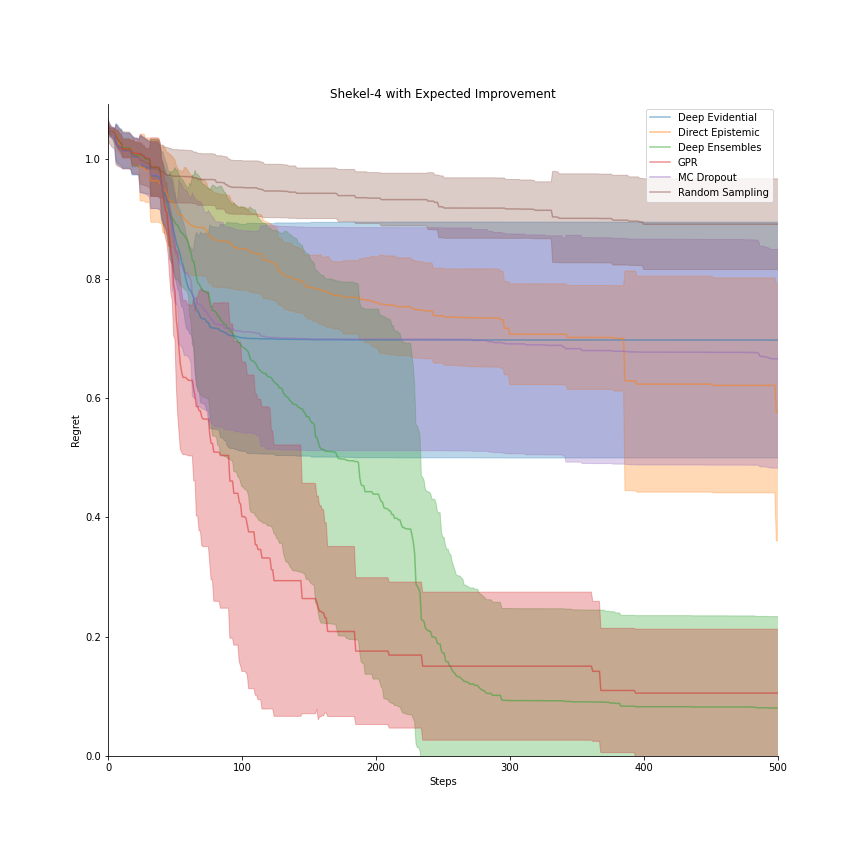 Shekel-4 with Expected Improvement
Deep Evidential
Direct Epistemic
Deep Ensembles
GPR
MC Dropout
Random Sampling
Regret
1.0
0.8
0.6
0.4
0.2
0.0
0 100 200 300 400 500
Steps